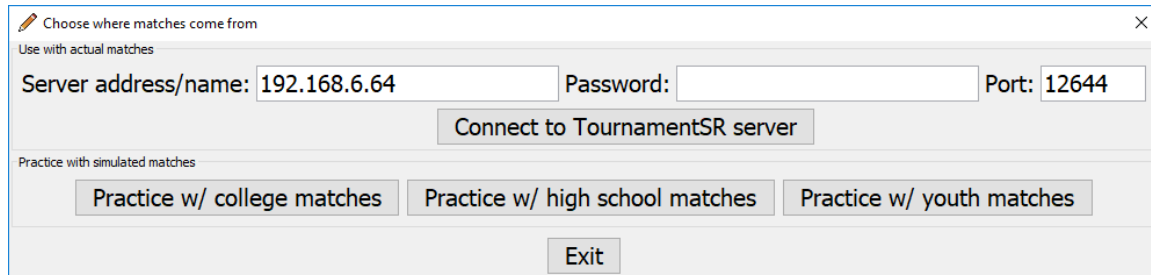 Choose where matches come from
Use with actual matches
Server address/name: 192.168.6.64 Password: Port: 12644
Connect to TournamentSR server
Practice with simulated matches
Practice w/ college matches Practice w/ high school matches Practice w/ youth matches
Exit